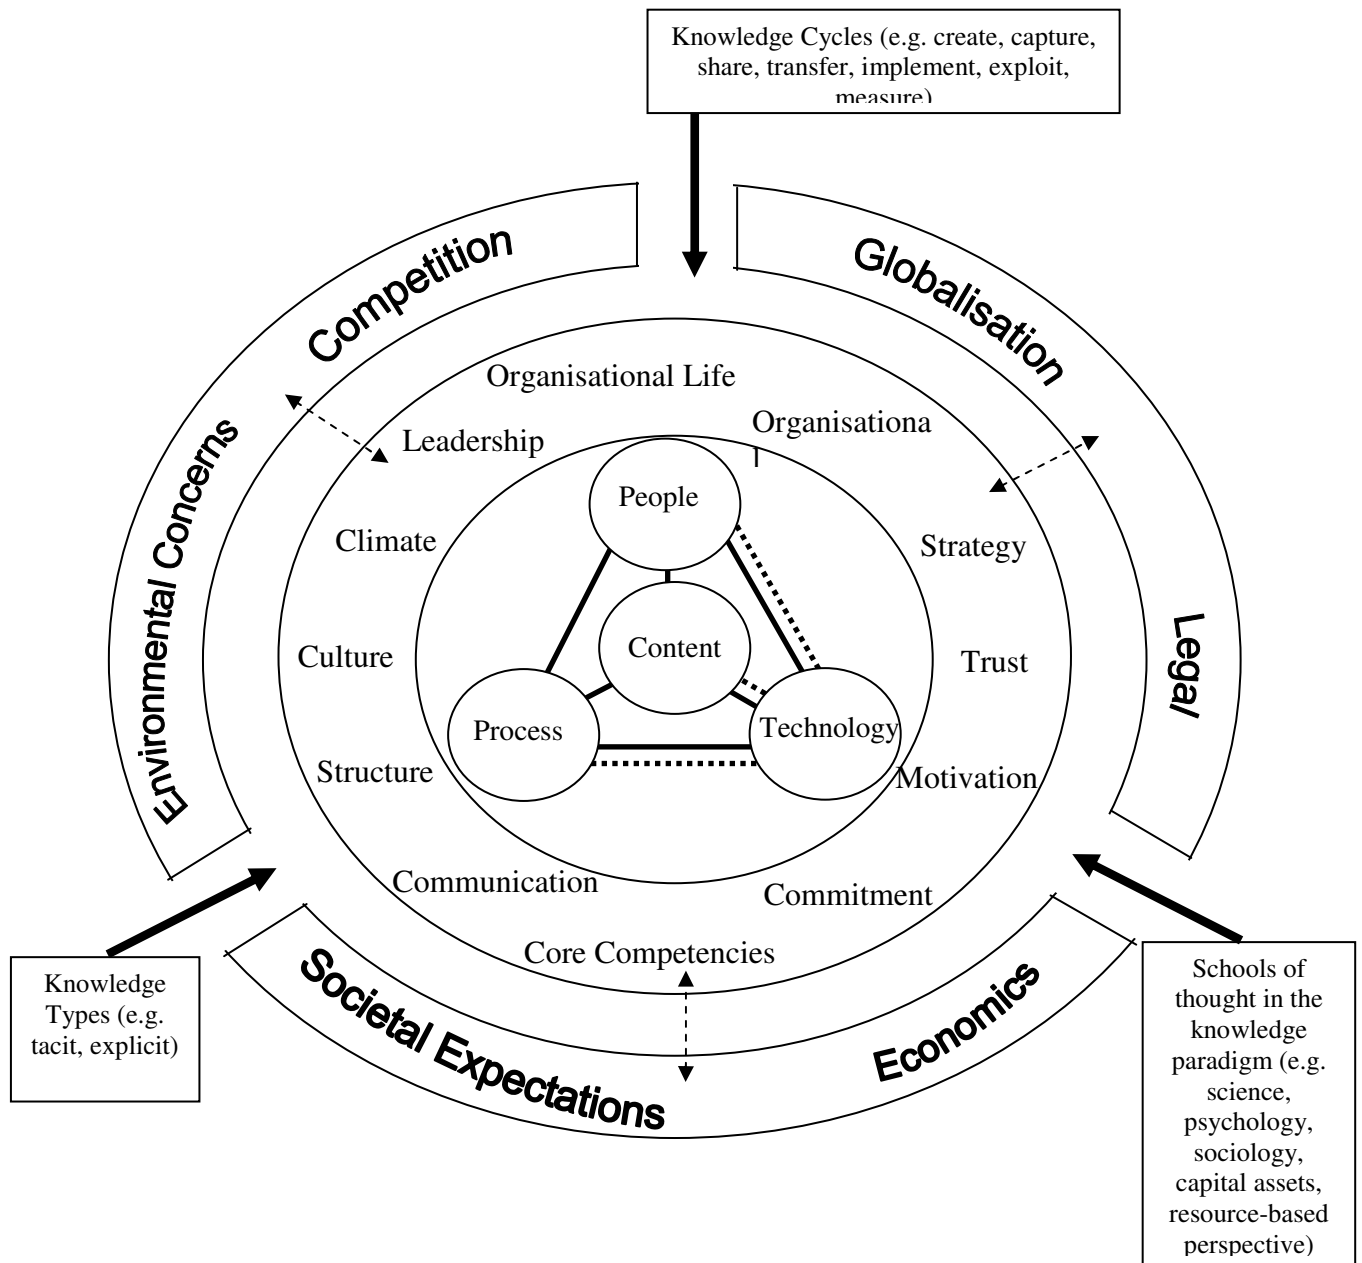 Knowledge Cycles (e.g. create, capture,
share, transfer, implement, exploit,
measure)
Competition
Globalisation
Environmental Concerns
Legal
Societal Expectations
Economics
Organisational Life
Organisationa
l
Leadership
Climate
Strategy
Culture
Trust
Structure
Motivation
Communication
Commitment
Core Competencies
People
Content
Process
Technology
Knowledge
Types (e.g.
tacit, explicit)
Schools of
thought in the
knowledge
paradigm (e.g.
science,
psychology,
sociology,
capital assets,
resource-based
perspective)